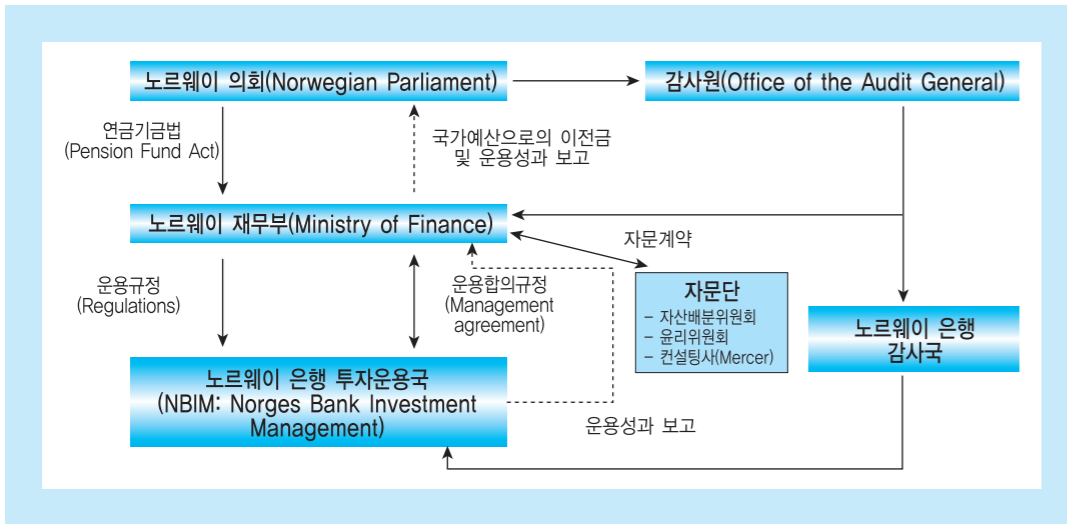 노르웨이 의회(Norwegian Parliament)
감사원(Office of the Audit General)
연금기금법
(Pension Fund Act)
국가예산으로의 이전금
및 운용성과 보고
노르웨이 재무부(Ministry of Finance)
자문계약
운용규정
(Regulations)
운용합의규정
(Management
agreement)
자문단
- 자산배분위원회
- 윤리위원회
- 컨설팅사(Mercer)
노르웨이 은행
감사국
노르웨이 은행 투자운용국
(NBIM: Norges Bank Investment
Management)
운용성과 보고